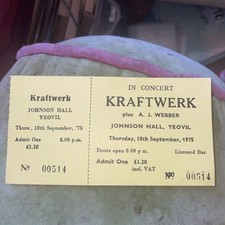 Kraftwerk
JOHNSON HALL
YEOVIL
Thurs, 18th September, '75
Admit One 8.00 p.m.
£1.20
No 00514
IN CONCERT
KRAFTWERK
plus A. J. WEBBER
JOHNSON HALL, YEOVIL
Thursday, 18th September, 1975
Doors open 8.00 p.m. Licensed Bar
Admit One £1.20
incl. VAT
No 00514